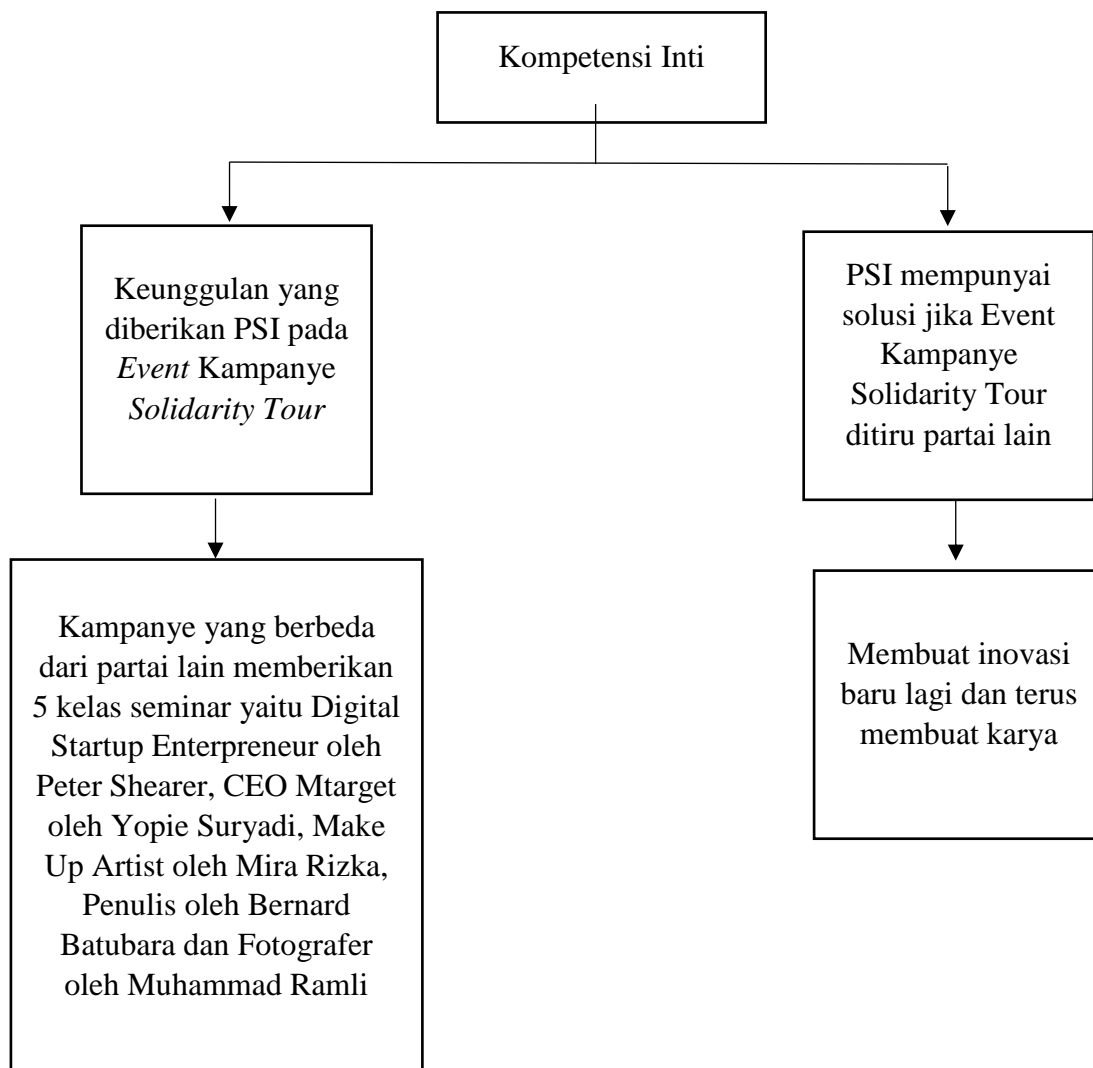 Kompetensi Inti
Keunggulan yang
diberikan PSI pada
Event Kampanye
Solidarity Tour
PSI mempunyai
solusi jika Event
Kampanye
Solidarity Tour
ditiru partai lain
Kampanye yang berbeda
dari partai lain memberikan
5 kelas seminar yaitu Digital
Startup Enterpreneur oleh
Peter Shearer, CEO Mtarget
oleh Yopie Suryadi, Make
Up Artist oleh Mira Rizka,
Penulis oleh Bernard
Batubara dan Fotografer
oleh Muhammad Ramli
Membuat inovasi
baru lagi dan terus
membuat karya